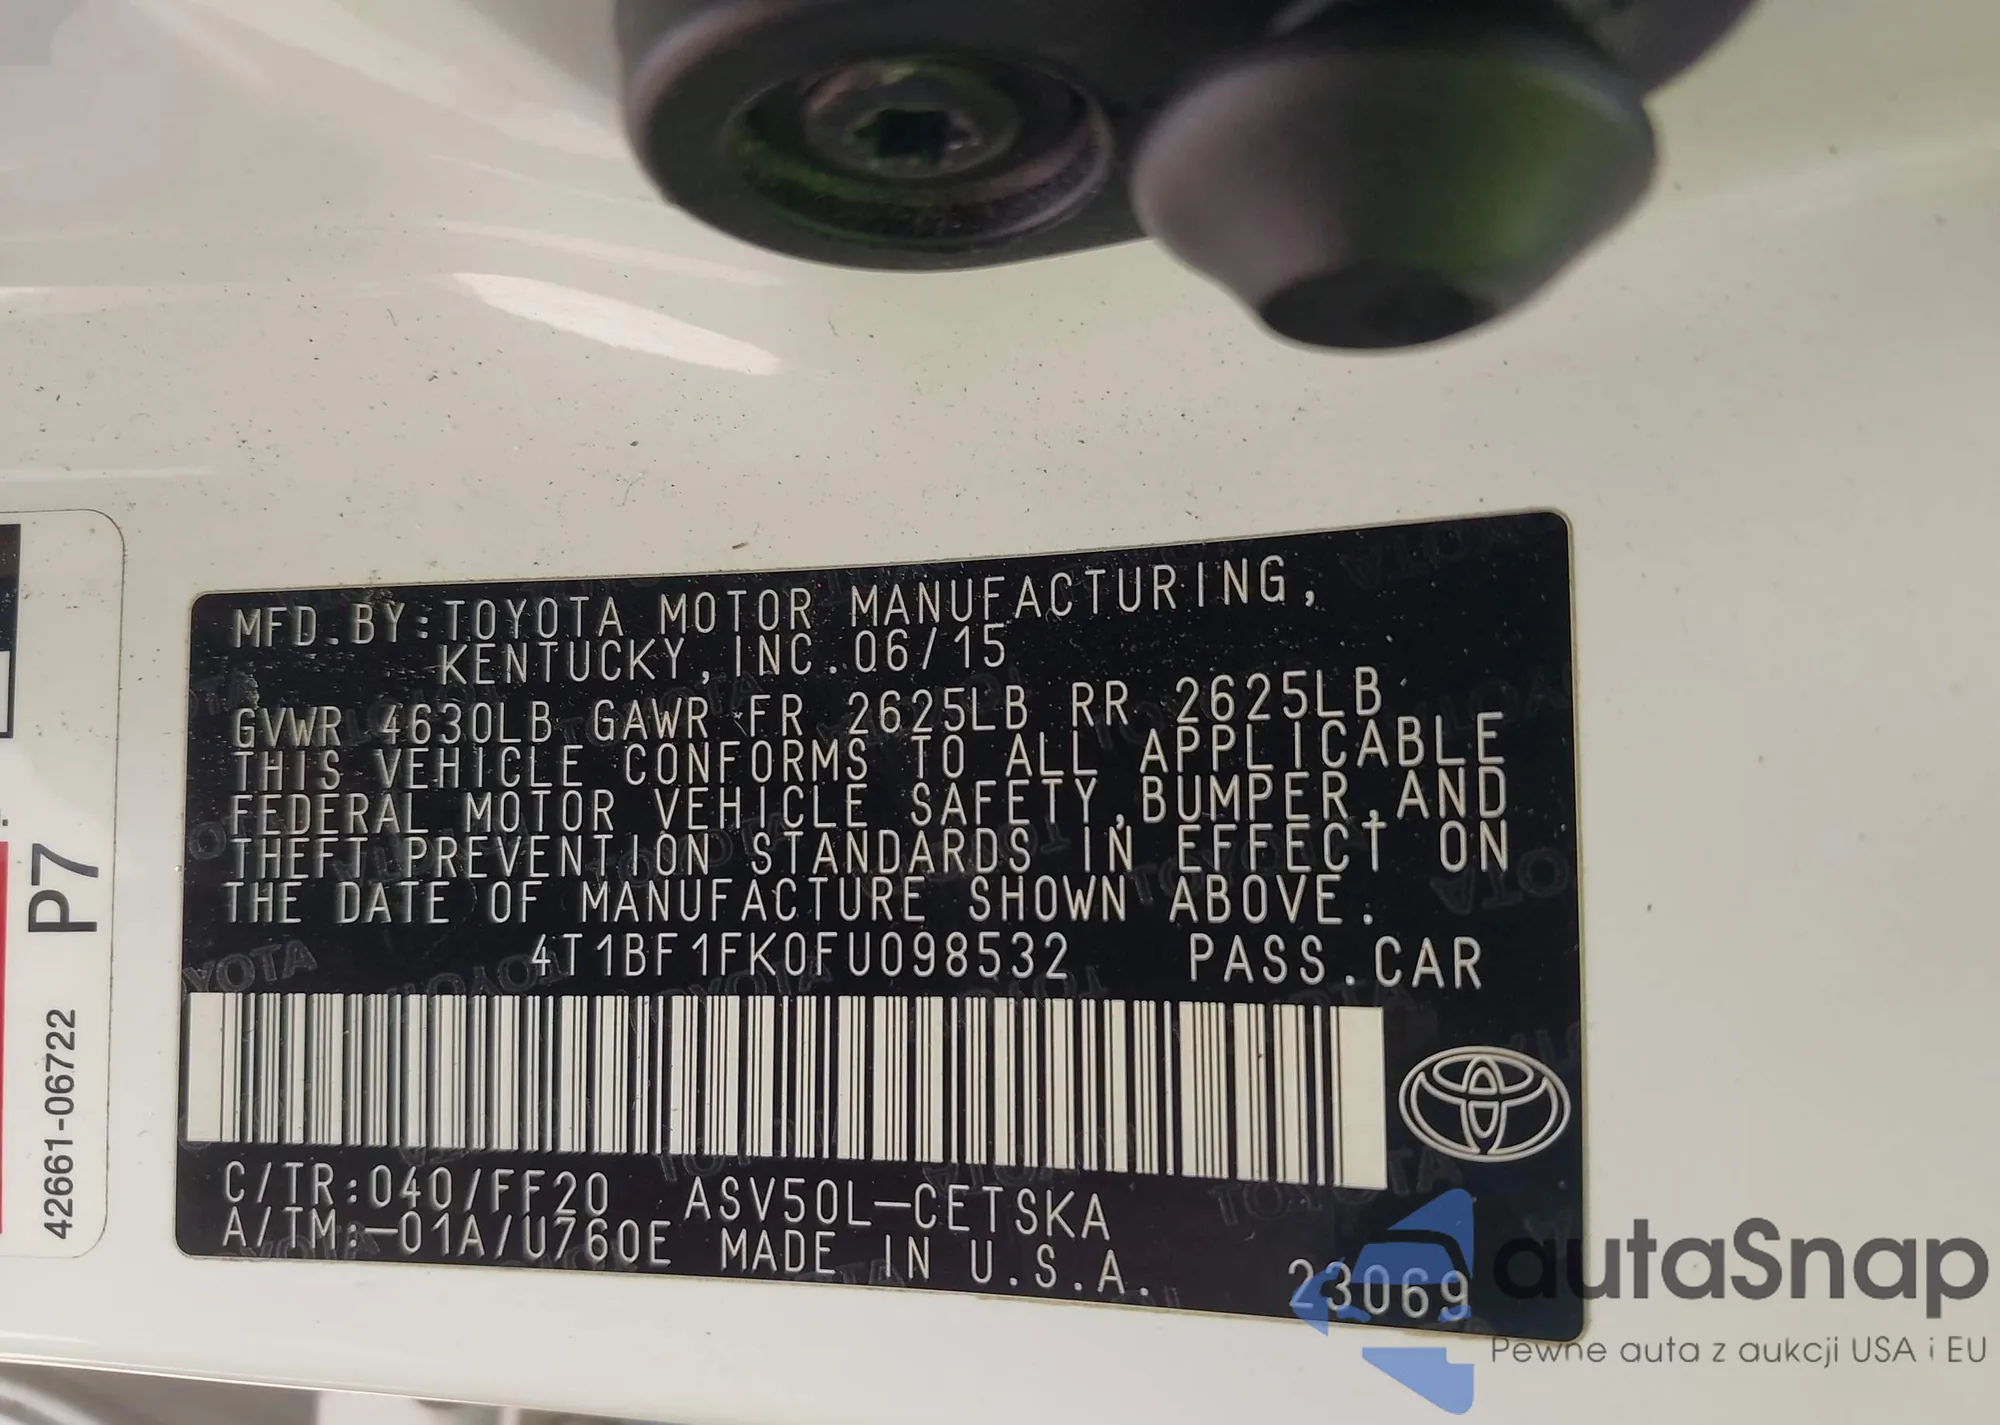 MFD.BY:TOYOTA MOTOR MANUFACTURING,
KENTUCKY,INC.06/15
GVWR 4630LB GAWR FR 2625LB RR 2625LB
THIS VEHICLE CONFORMS TO ALL APPLICABLE
FEDERAL MOTOR VEHICLE SAFETY,BUMPER,AND
THEFT PREVENTION STANDARDS IN EFFECT ON
THE DATE OF MANUFACTURE SHOWN ABOVE.
4T1BF1FK0FU098532 PASS.CAR
C/TR:040/FF20 ASV50L-CETSKA
A/TM:-01A/U760E MADE IN U.S.A.
23069
P7
42661-06722
autaSnap
Pewne auta z aukcji USA i EU